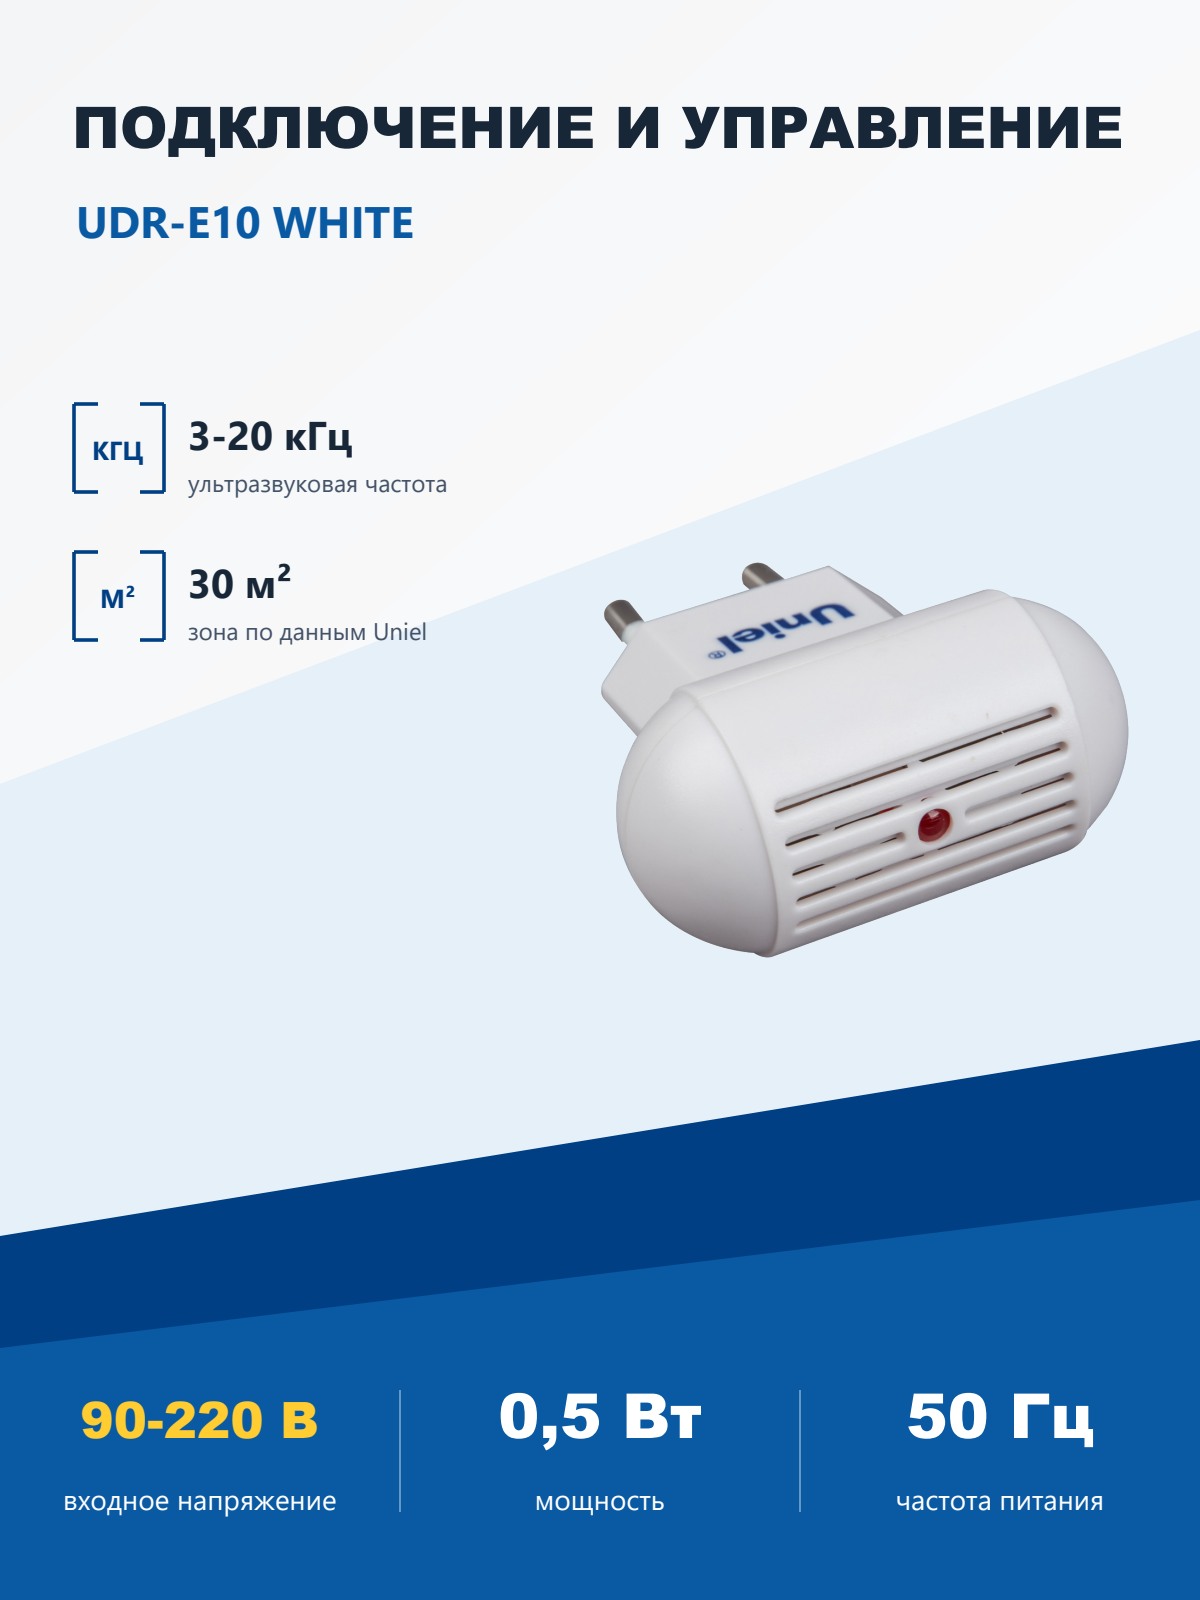 ПОДКЛЮЧЕНИЕ И УПРАВЛЕНИЕ
UDR-E10 WHITE
кгц
3-20 кГц
ультразвуковая частота
м²
30 м²
зона по данным Uniel
Uniel®
90-220 В
0,5 Вт
50 Гц
входное напряжение
мощность
частота питания